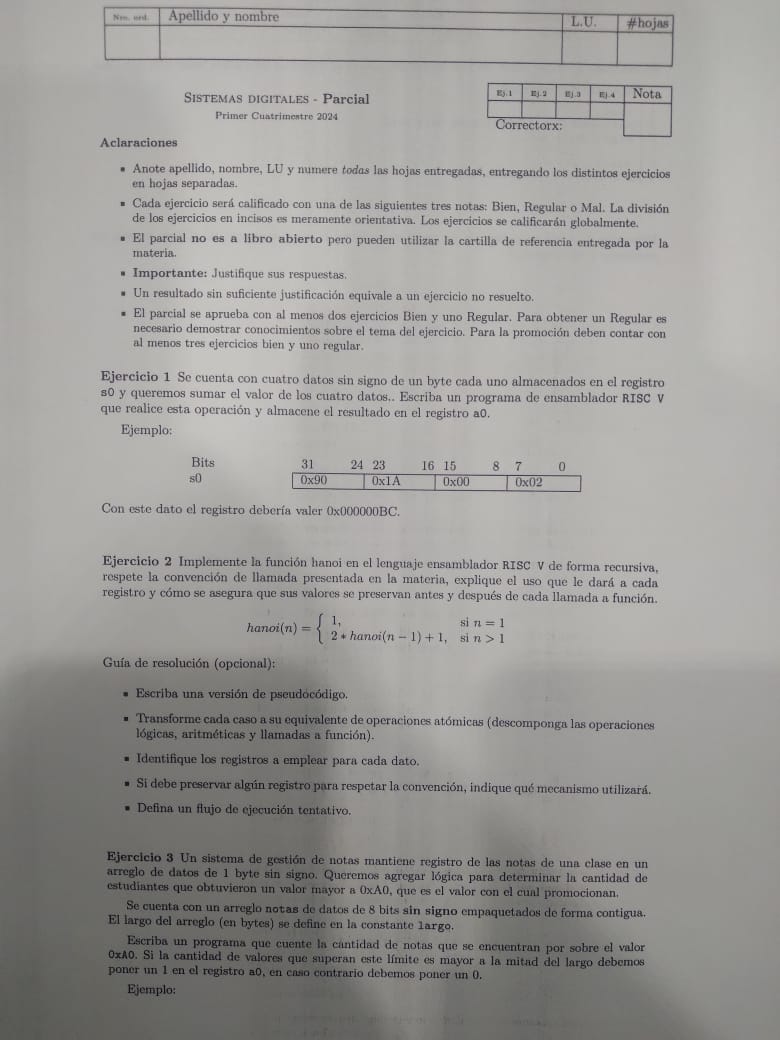 Nro. ord. Apellido y nombre L.U. #hojas
SISTEMAS DIGITALES - Parcial
Primer Cuatrimestre 2024
Ej.1 Ej.2 Ej.3 Ej.4 Nota
Correctorx:
Aclaraciones
▪ Anote apellido, nombre, LU y numere todas las hojas entregadas, entregando los distintos ejercicios
en hojas separadas.
▪ Cada ejercicio será calificado con una de las siguientes tres notas: Bien, Regular o Mal. La división
de los ejercicios en incisos es meramente orientativa. Los ejercicios se calificarán globalmente.
▪ El parcial no es a libro abierto pero pueden utilizar la cartilla de referencia entregada por la
materia.
▪ Importante: Justifique sus respuestas.
▪ Un resultado sin suficiente justificación equivale a un ejercicio no resuelto.
▪ El parcial se aprueba con al menos dos ejercicios Bien y uno Regular. Para obtener un Regular es
necesario demostrar conocimientos sobre el tema del ejercicio. Para la promoción deben contar con
al menos tres ejercicios bien y uno regular.
Ejercicio 1 Se cuenta con cuatro datos sin signo de un byte cada uno almacenados en el registro
s0 y queremos sumar el valor de los cuatro datos.. Escriba un programa de ensamblador RISC V
que realice esta operación y almacene el resultado en el registro a0.
Ejemplo:
Bits 31 24 23 16 15 8 7 0
s0 0x90 0x1A 0x00 0x02
Con este dato el registro debería valer 0x000000BC.
Ejercicio 2 Implemente la función hanoi en el lenguaje ensamblador RISC V de forma recursiva,
respete la convención de llamada presentada en la materia, explique el uso que le dará a cada
registro y cómo se asegura que sus valores se preservan antes y después de cada llamada a función.
hanoi(n) = { 1, si n = 1
2 * hanoi(n − 1) + 1, si n > 1
Guía de resolución (opcional):
▪ Escriba una versión de pseudocódigo.
▪ Transforme cada caso a su equivalente de operaciones atómicas (descomponga las operaciones
lógicas, aritméticas y llamadas a función).
▪ Identifique los registros a emplear para cada dato.
▪ Si debe preservar algún registro para respetar la convención, indique qué mecanismo utilizará.
▪ Defina un flujo de ejecución tentativo.
Ejercicio 3 Un sistema de gestión de notas mantiene registro de las notas de una clase en un
arreglo de datos de 1 byte sin signo. Queremos agregar lógica para determinar la cantidad de
estudiantes que obtuvieron un valor mayor a 0xA0, que es el valor con el cual promocionan.
Se cuenta con un arreglo notas de datos de 8 bits sin signo empaquetados de forma contigua.
El largo del arreglo (en bytes) se define en la constante largo.
Escriba un programa que cuente la cantidad de notas que se encuentran por sobre el valor
0xA0. Si la cantidad de valores que superan este límite es mayor a la mitad del largo debemos
poner un 1 en el registro a0, en caso contrario debemos poner un 0.
Ejemplo: